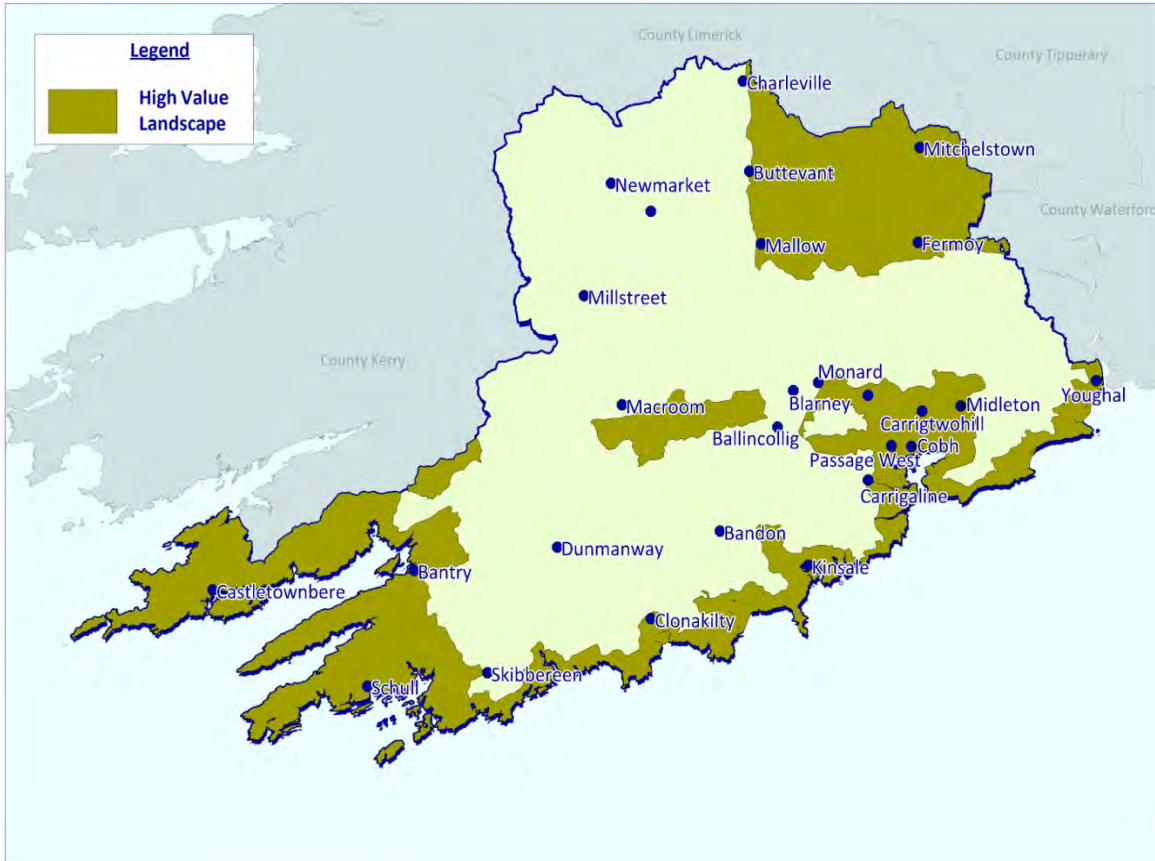 Legend
High Value
Landscape
County Limerick
County Tipperary
Charleville
Mitchelstown
Buttevant
Newmarket
County Waterford
Mallow
Fermoy
Millstreet
County Kerry
Monard
Youghal
Blarney
Macroom
Midleton
Carrigtwohill
Ballincollig
Cobh
Passage West
Carrigaline
Bandon
Dunmanway
Kinsale
Bantry
Castletownbere
Clonakilty
Skibbereen
Schull